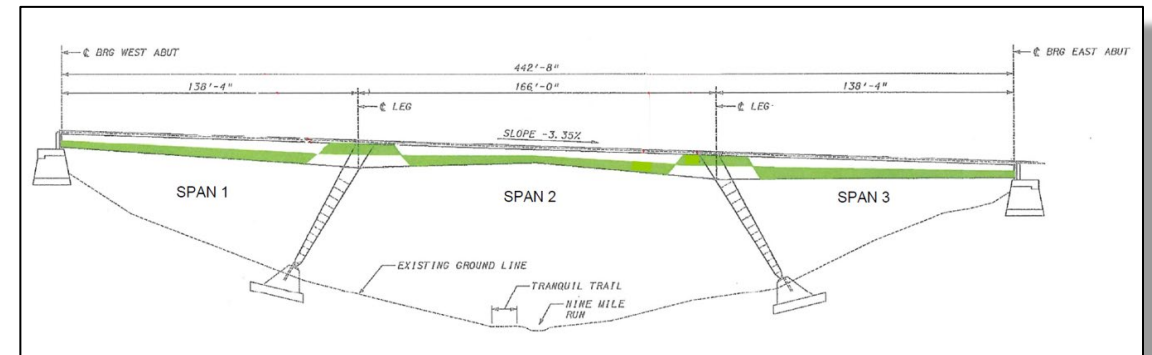 ℄ BRG WEST ABUT
℄ BRG EAST ABUT
442'-8"
138'-4"
166'-0"
138'-4"
℄ LEG
℄ LEG
SLOPE -3.35%
SPAN 1
SPAN 2
SPAN 3
EXISTING GROUND LINE
TRANQUIL TRAIL
NINE MILE
RUN